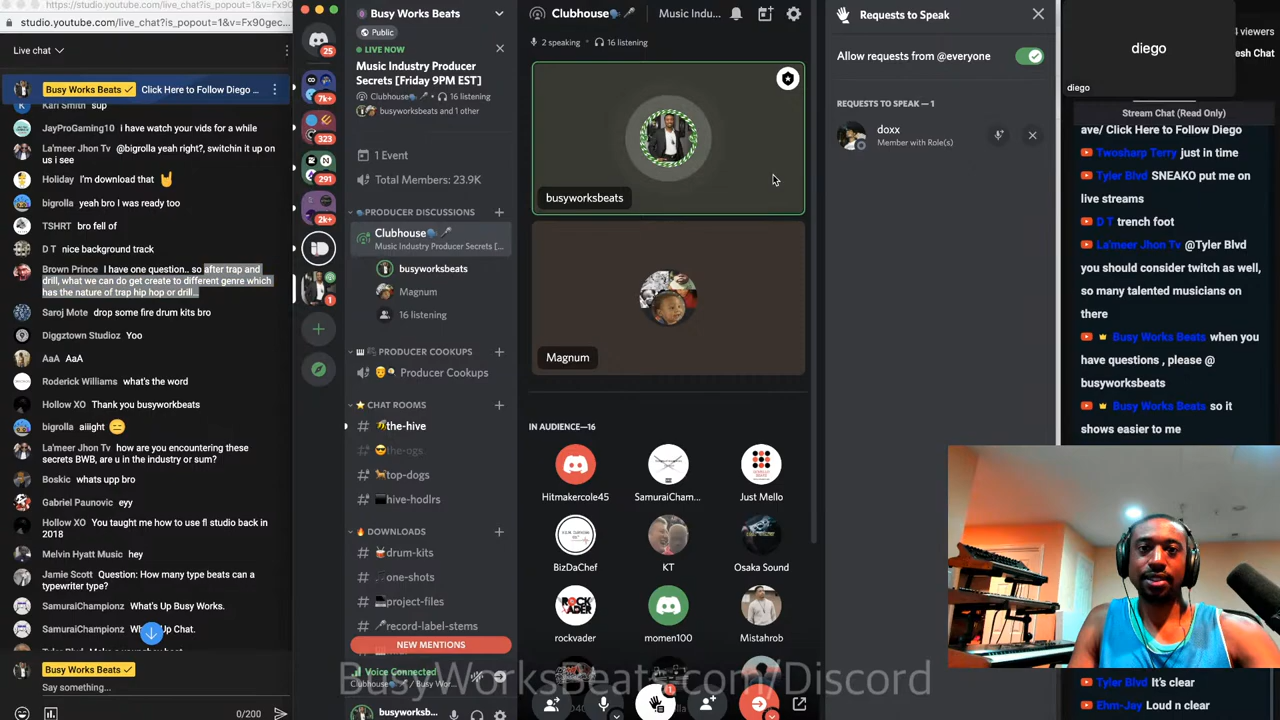 youtube.com/live_chat?is_popout=1&v=Fx90gec...
Live chat
Busy Works Beats Click Here to Follow Diego ...
Karl Smith sup
JayProGaming10 i have watch your vids for a while
La'meer Jhon Tv @bigrolla yeah right?, switchin it up on
us i see
Holiday I'm download that
bigrolla yeah bro I was ready too
TSHRT bro fell of
D T nice background track
Brown Prince I have one question.. so after trap and
drill, what we can do get create to different genre which
has the nature of trap hip hop or drill...
Saroj Mote drop some fire drum kits bro
Diggztown Studioz Yoo
AaA AaA
Roderick Williams what's the word
Hollow XO Thank you busyworkbeats
bigrolla aiiight
La'meer Jhon Tv how are you encountering these
secrets BWB, are u in the industry or sum?
Boskic whats upp bro
Gabriel Paunovic eyy
Hollow XO You taught me how to use fl studio back in
2018
Melvin Hyatt Music hey
Jamie Scott Question: How many type beats can a
typewriter type?
SamuraiChampionz What's Up Busy Works.
SamuraiChampionz What's Up Chat.
Busy Works Beats
Say something...
0/200
25
7k+
323
291
2k+
1
Busy Works Beats
Public
LIVE NOW
Music Industry Producer
Secrets [Friday 9PM EST]
Clubhouse • 16 listening
busyworksbeats and 1 other
1 Event
Total Members: 23.9K
PRODUCER DISCUSSIONS
Clubhouse
Music Industry Producer Secrets [...
busyworksbeats
Magnum
16 listening
PRODUCER COOKUPS
Producer Cookups
CHAT ROOMS
the-hive
the-ogs
top-dogs
hive-hodlrs
DOWNLOADS
drum-kits
one-shots
project-files
record-label-stems
NEW MENTIONS
Voice Connected
Clubhouse / Busy Wor...
busyworksb...
Clubhouse
Music Indu...
2 speaking • 16 listening
busyworksbeats
Magnum
IN AUDIENCE—16
Hitmakercole45
SamuraiCham...
Just Mello
BizDaChef
KT
Osaka Sound
rockvader
momen100
Mistahrob
1
Requests to Speak
Allow requests from @everyone
REQUESTS TO SPEAK — 1
doxx
Member with Role(s)
diego
diego
4 viewers
esh Chat
Stream Chat (Read Only)
ave/ Click Here to Follow Diego
Twosharp Terry just in time
Tyler Blvd SNEAKO put me on
live streams
D T trench foot
La'meer Jhon Tv @Tyler Blvd
you should consider twitch as well,
so many talented musicians on
there
Busy Works Beats when you
have questions , please @
busyworksbeats
Busy Works Beats so it
shows easier to me
Tyler Blvd It's clear
Ehm-Jay Loud n clear
BusyWorksBeats.com/Discord